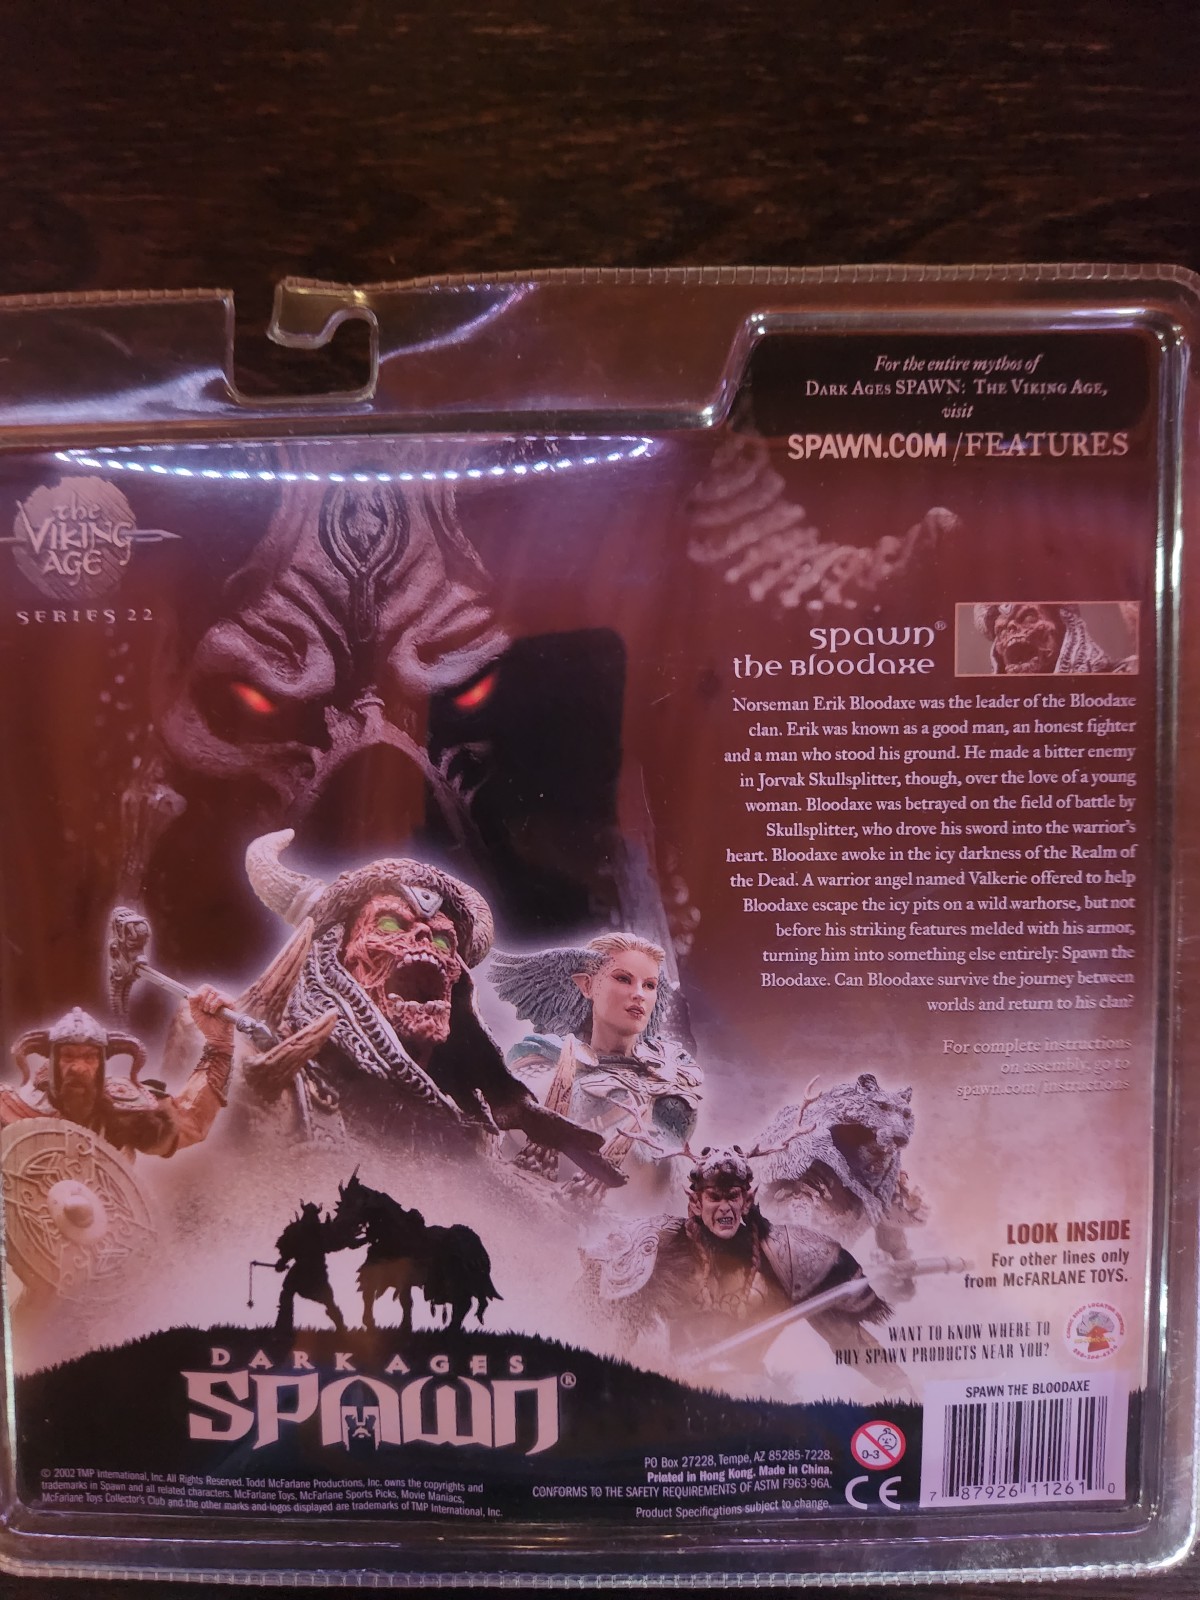 For the entire mythos of
DARK AGES SPAWN: THE VIKING AGE,
visit
SPAWN.COM/FEATURES
the
VIKING
AGE
SERIES 22
spawn®
the Bloodaxe
Norseman Erik Bloodaxe was the leader of the Bloodaxe
clan. Erik was known as a good man, an honest fighter
and a man who stood his ground. He made a bitter enemy
in Jorvak Skullsplitter, though, over the love of a young
woman. Bloodaxe was betrayed on the field of battle by
Skullsplitter, who drove his sword into the warrior's
heart. Bloodaxe awoke in the icy darkness of the Realm of
the Dead. A warrior angel named Valkerie offered to help
Bloodaxe escape the icy pits on a wild warhorse, but not
before his striking features melded with his armor,
turning him into something else entirely: Spawn the
Bloodaxe. Can Bloodaxe survive the journey between
worlds and return to his clan?
For complete instructions
on assembly, go to
spawn.com/instructions
LOOK INSIDE
For other lines only
from McFARLANE TOYS.
WANT TO KNOW WHERE TO
BUY SPAWN PRODUCTS NEAR YOU?
DARK AGES
SPAWN®
© 2002 TMP International, Inc. All Rights Reserved. Todd McFarlane Productions, Inc. owns the copyrights and
trademarks in Spawn and all related characters. McFarlane Toys, McFarlane Sports Picks, Movie Maniacs,
McFarlane Toys Collector's Club and the other marks and logos displayed are trademarks of TMP International, Inc.
PO Box 27228, Tempe, AZ 85285-7228.
Printed in Hong Kong. Made in China.
CONFORMS TO THE SAFETY REQUIREMENTS OF ASTM F963-96A.
Product Specifications subject to change.
0-3
CE
SPAWN THE BLOODAXE
7 87926 11261 0